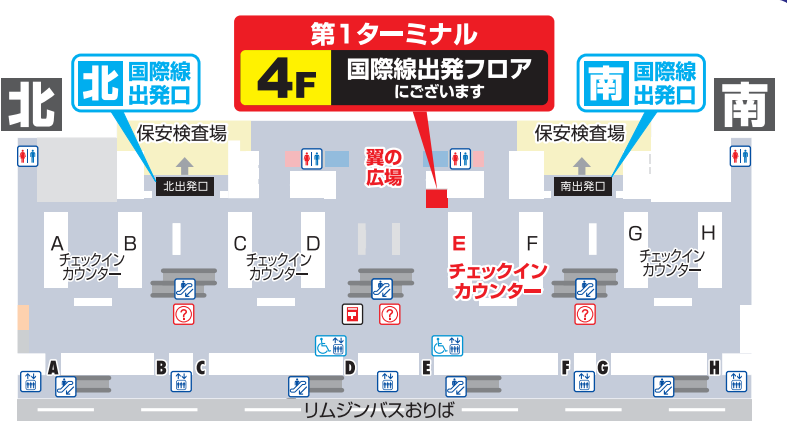 第1ターミナル
4F
国際線出発フロア
にございます
北
北
国際線
出発口
南
国際線
出発口
南
保安検査場
保安検査場
翼の
広場
北出発口
南出発口
A
B
チェックイン
カウンター
C
D
チェックイン
カウンター
E
F
チェックイン
カウンター
G
H
チェックイン
カウンター
?
?
?
A
B
C
D
E
F
G
H
リムジンバスおりば